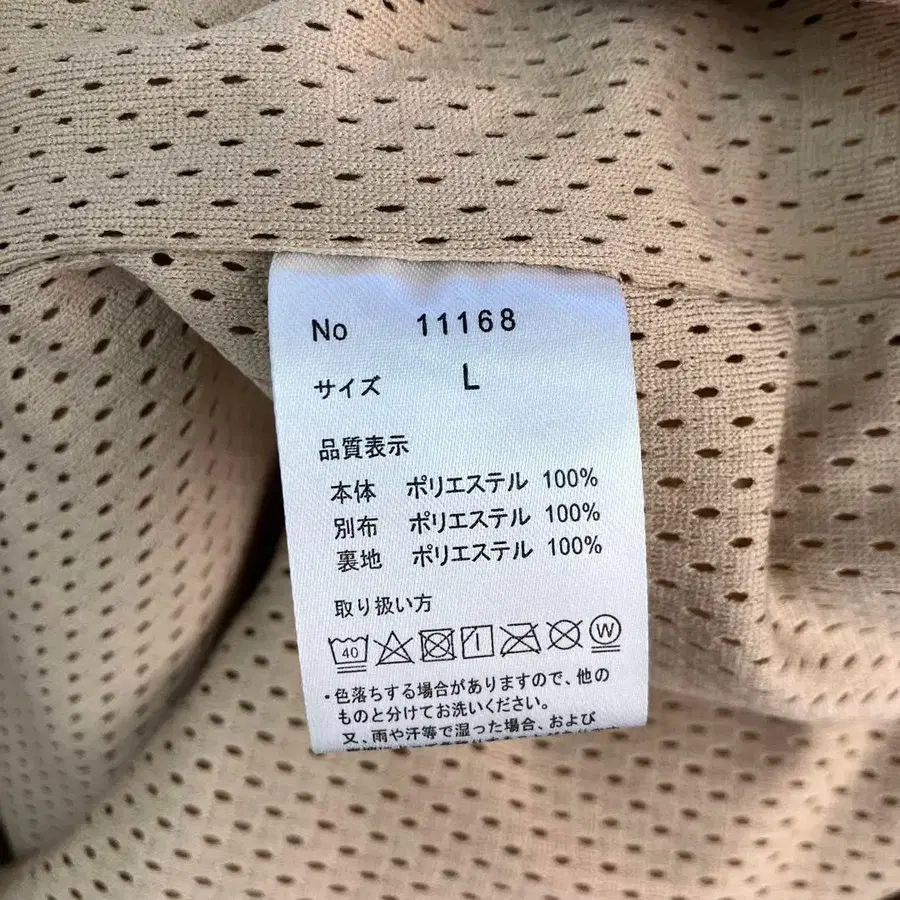 No 11168
サイズ L
品質表示
本体 ポリエステル 100%
別布 ポリエステル 100%
裏地 ポリエステル 100%
取り扱い方
40 W
・色落ちする場合がありますので、他の
ものと分けてお洗いください。
又、雨や汗等で湿った場合、および